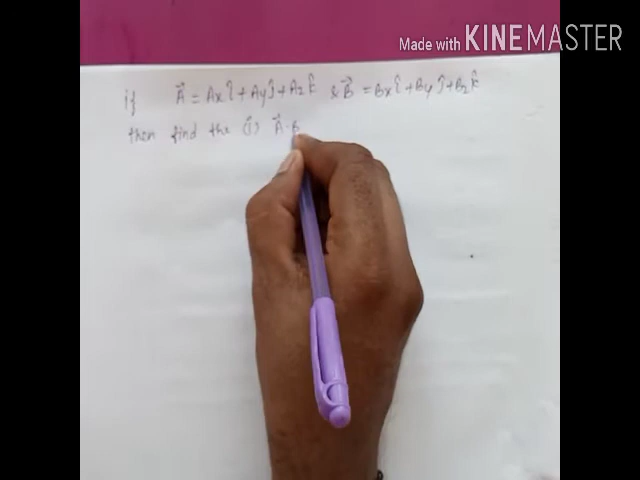 Made with KINEMASTER
if A⃗ = Axî + Ayĵ + Azk̂ & B⃗ = Bxî + Byĵ + Bzk̂
then find the (i) A⃗ · B